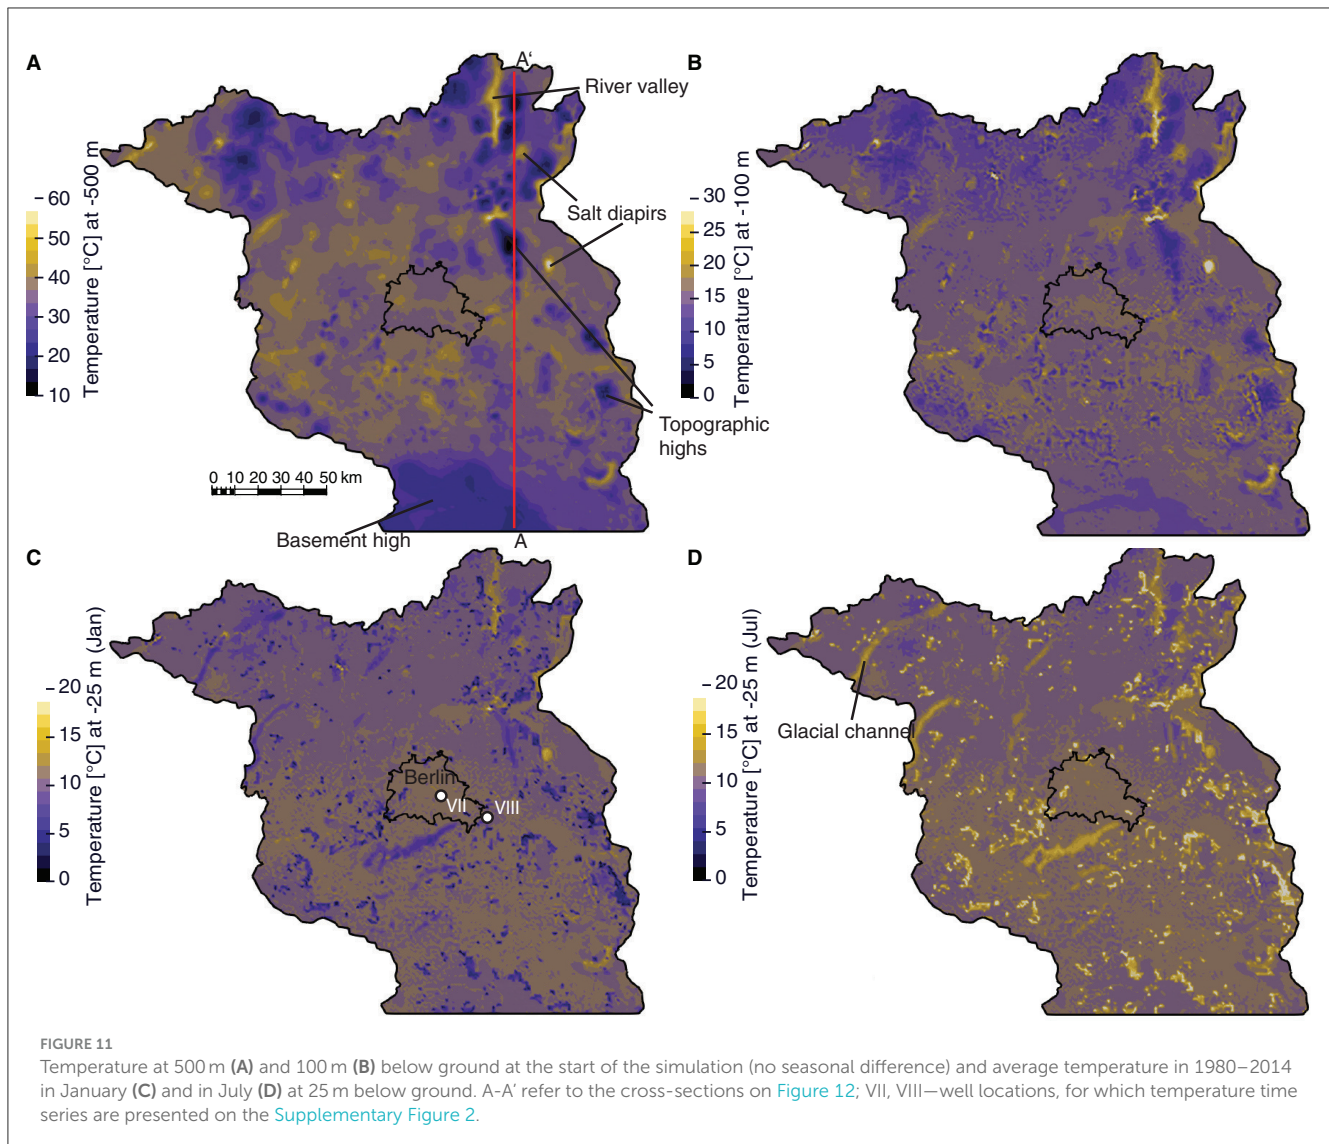 A
A‘
River valley
Temperature [°C] at -500 m
60
50
40
30
20
10
Salt diapirs
Topographic
highs
0 10 20 30 40 50 km
Basement high
A
B
Temperature [°C] at -100 m
30
25
20
15
10
5
0
C
Temperature [°C] at -25 m (Jan)
20
15
10
5
0
Berlin
VII
VIII
D
Temperature [°C] at -25 m (Jul)
20
15
10
5
0
Glacial channel
FIGURE 11
Temperature at 500 m (A) and 100 m (B) below ground at the start of the simulation (no seasonal difference) and average temperature in 1980–2014
in January (C) and in July (D) at 25 m below ground. A-A’ refer to the cross-sections on Figure 12; VII, VIII—well locations, for which temperature time
series are presented on the Supplementary Figure 2.